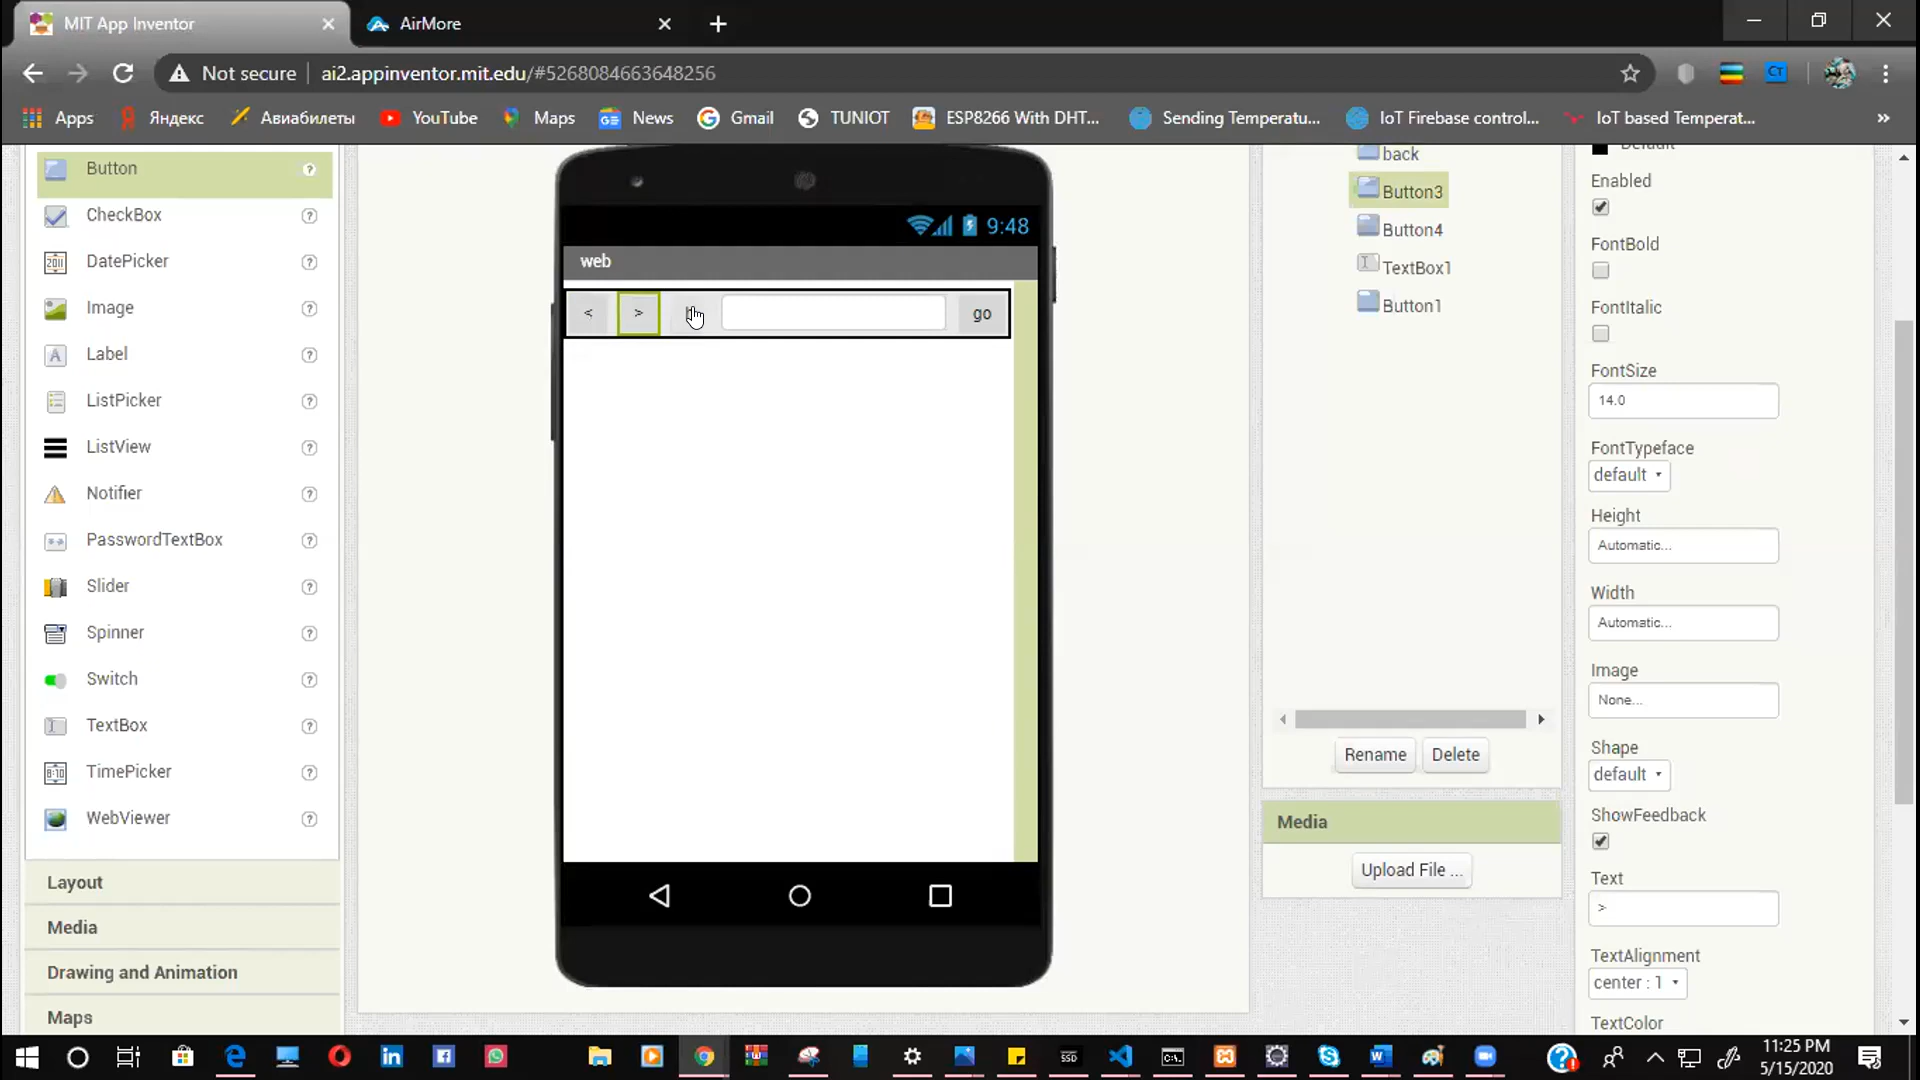 MIT App Inventor
AirMore
Not secure
ai2.appinventor.mit.edu/#5268084663648256
Apps
Яндекс
Авиабилеты
YouTube
Maps
News
Gmail
TUNIOT
ESP8266 With DHT...
Sending Temperatu...
IoT Firebase control...
IoT based Temperat...
Button
CheckBox
DatePicker
Image
Label
ListPicker
ListView
Notifier
PasswordTextBox
Slider
Spinner
Switch
TextBox
TimePicker
WebViewer
Layout
Media
Drawing and Animation
Maps
9:48
web
<
>
go
back
Button3
Button4
TextBox1
Button1
Rename
Delete
Media
Upload File ...
Default
Enabled
FontBold
FontItalic
FontSize
14.0
FontTypeface
default
Height
Automatic...
Width
Automatic...
Image
None...
Shape
default
ShowFeedback
Text
>
TextAlignment
center : 1
TextColor
11:25 PM
5/15/2020